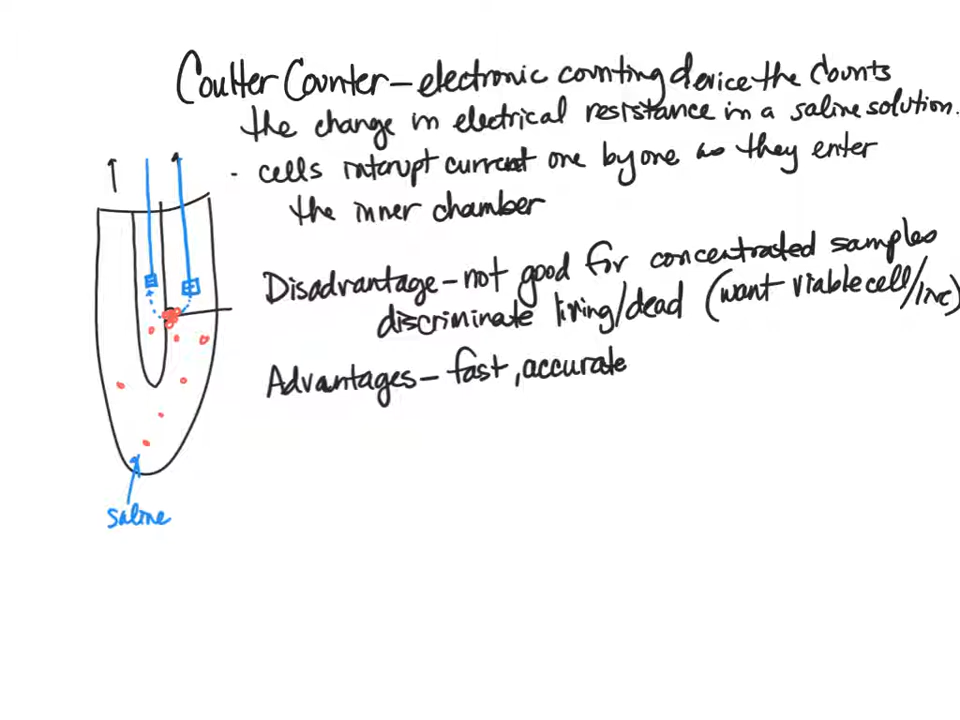 Coulter Counter - electronic counting device the counts
the change in electrical resistance in a saline solution.
· cells interupt current one by one as they enter
the inner chamber
Disadvantage - not good for concentrated samples
discriminate living/dead (want viable cell/inc)
Advantages - fast, accurate
saline